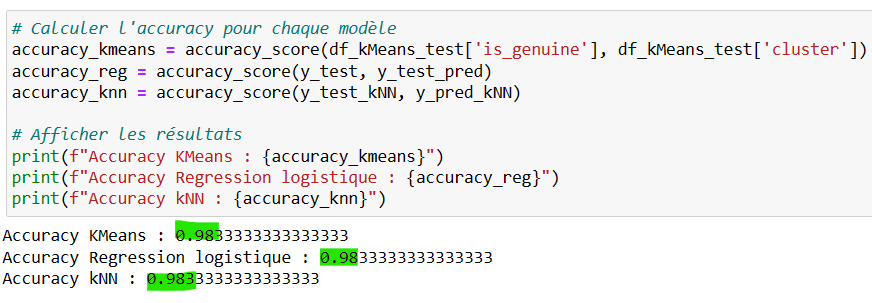 # Calculer l'accuracy pour chaque modèle
accuracy_kmeans = accuracy_score(df_kMeans_test['is_genuine'], df_kMeans_test['cluster'])
accuracy_reg = accuracy_score(y_test, y_test_pred)
accuracy_knn = accuracy_score(y_test_kNN, y_pred_kNN)
# Afficher les résultats
print(f"Accuracy KMeans : {accuracy_kmeans}")
print(f"Accuracy Regression logistique : {accuracy_reg}")
print(f"Accuracy kNN : {accuracy_knn}")
Accuracy KMeans : 0.9833333333333333
Accuracy Regression logistique : 0.9833333333333333
Accuracy kNN : 0.9833333333333333